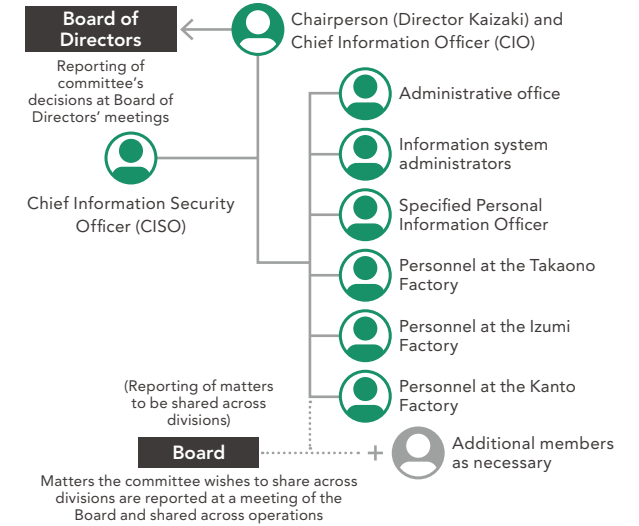 Board of
Directors
Chairperson (Director Kaizaki) and
Chief Information Officer (CIO)
Reporting of
committee's
decisions at Board of
Directors' meetings
Chief Information Security
Officer (CISO)
Administrative office
Information system
administrators
Specified Personal
Information Officer
Personnel at the Takaono
Factory
Personnel at the Izumi
Factory
Personnel at the Kanto
Factory
(Reporting of matters
to be shared across
divisions)
Board
+
Additional members
as necessary
Matters the committee wishes to share across
divisions are reported at a meeting of the
Board and shared across operations